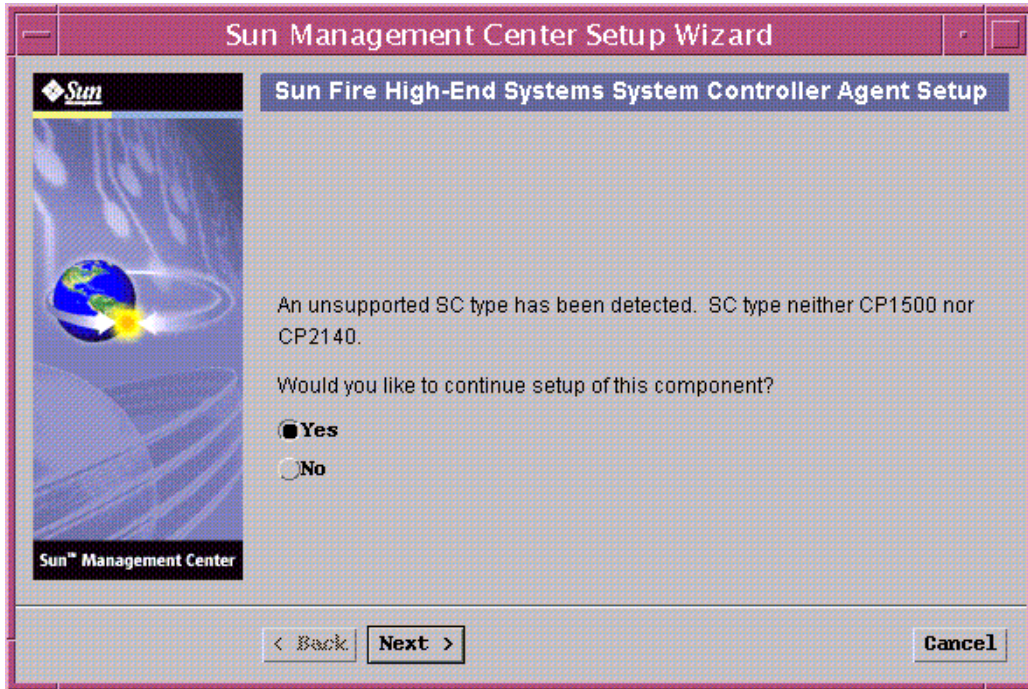 Sun Management Center Setup Wizard
Sun
Sun Fire High-End Systems System Controller Agent Setup
An unsupported SC type has been detected. SC type neither CP1500 nor
CP2140.
Would you like to continue setup of this component?
Yes
No
Sun™ Management Center
< Back
Next >
Cancel